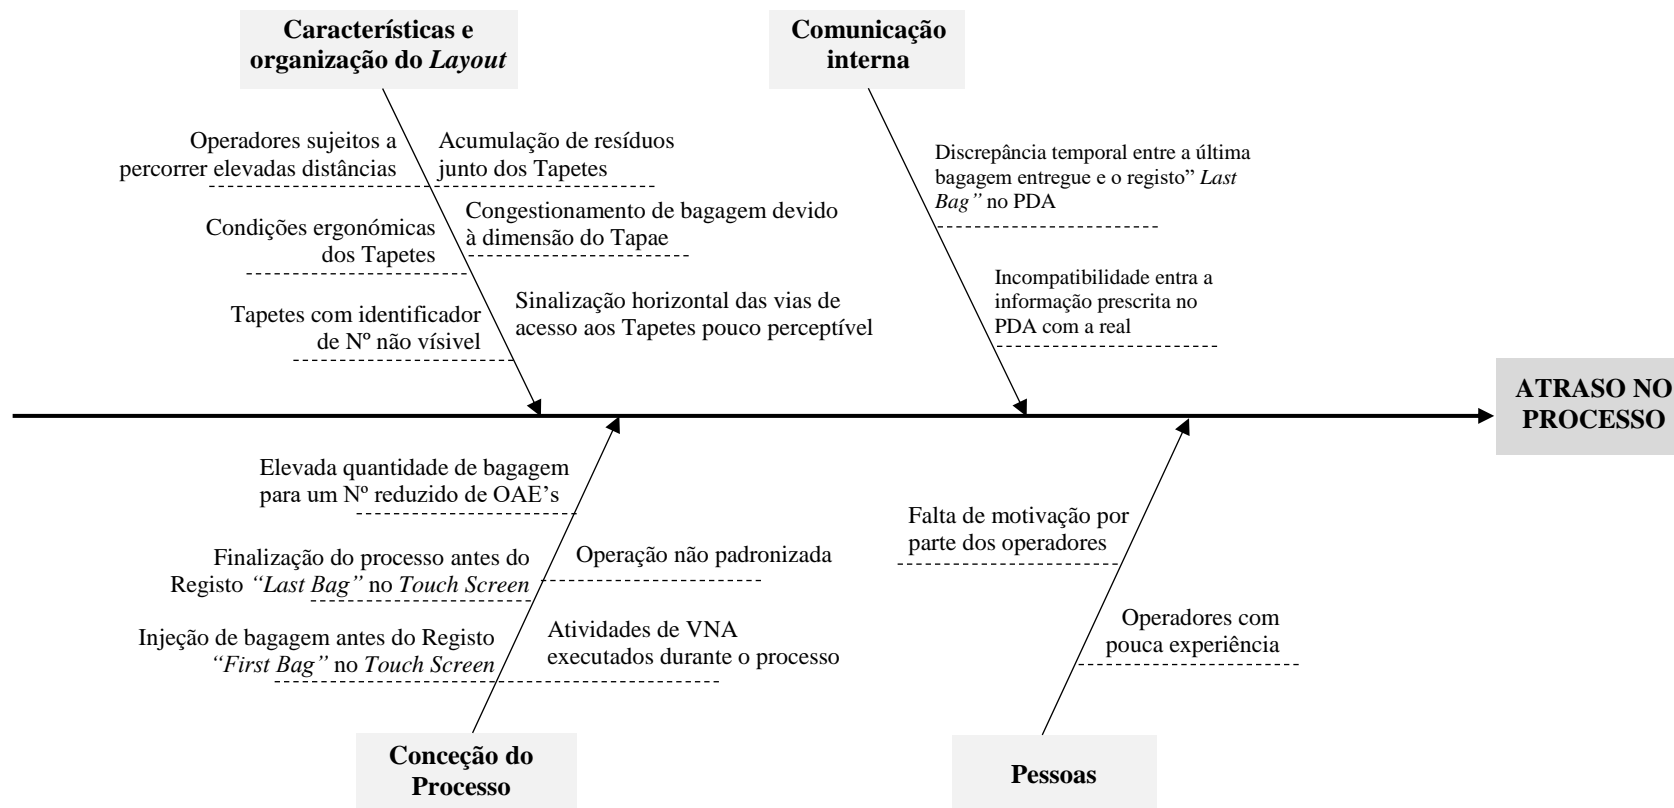 Características e
organização do Layout
Comunicação
interna
Operadores sujeitos a
percorrer elevadas distâncias
Acumulação de resíduos
junto dos Tapetes
Condições ergonómicas
dos Tapetes
Congestionamento de bagagem devido
à dimensão do Tapae
Tapetes com identificador
de Nº não vísivel
Sinalização horizontal das vias de
acesso aos Tapetes pouco perceptível
Discrepância temporal entre a última
bagagem entregue e o registo” Last
Bag” no PDA
Incompatibilidade entra a
informação prescrita no
PDA com a real
ATRASO NO
PROCESSO
Elevada quantidade de bagagem
para um Nº reduzido de OAE’s
Finalização do processo antes do
Registo “Last Bag” no Touch Screen
Operação não padronizada
Injeção de bagagem antes do Registo
“First Bag” no Touch Screen
Atividades de VNA
executados durante o processo
Falta de motivação por
parte dos operadores
Operadores com
pouca experiência
Conceção do
Processo
Pessoas